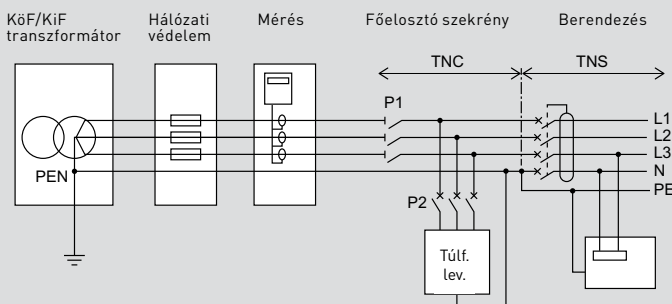 KöF/KiF
transzformátor
Hálózati
védelem
Mérés
Főelosztó szekrény
Berendezés
TNC
TNS
P1
L1
L2
L3
N
PE
PEN
P2
Túlf.
lev.